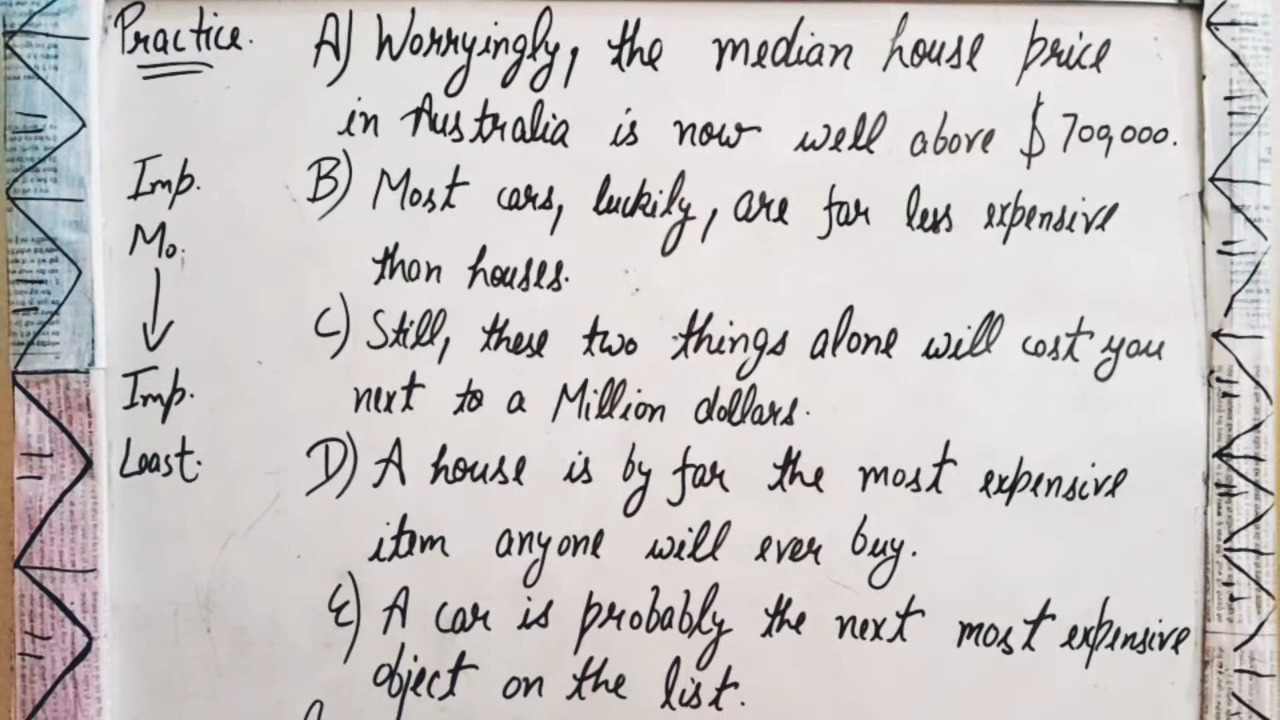 Practice. A) Worryingly, the median house price
in Australia is now well above $700,000.
Imp. B) Most cars, luckily, are far less expensive
Mo.
than houses.
C) Still, these two things alone will cost you
Imp. next to a Million dollars.
Least. D) A house is by far the most expensive
item anyone will ever buy.
E) A car is probably the next most expensive
object on the list.